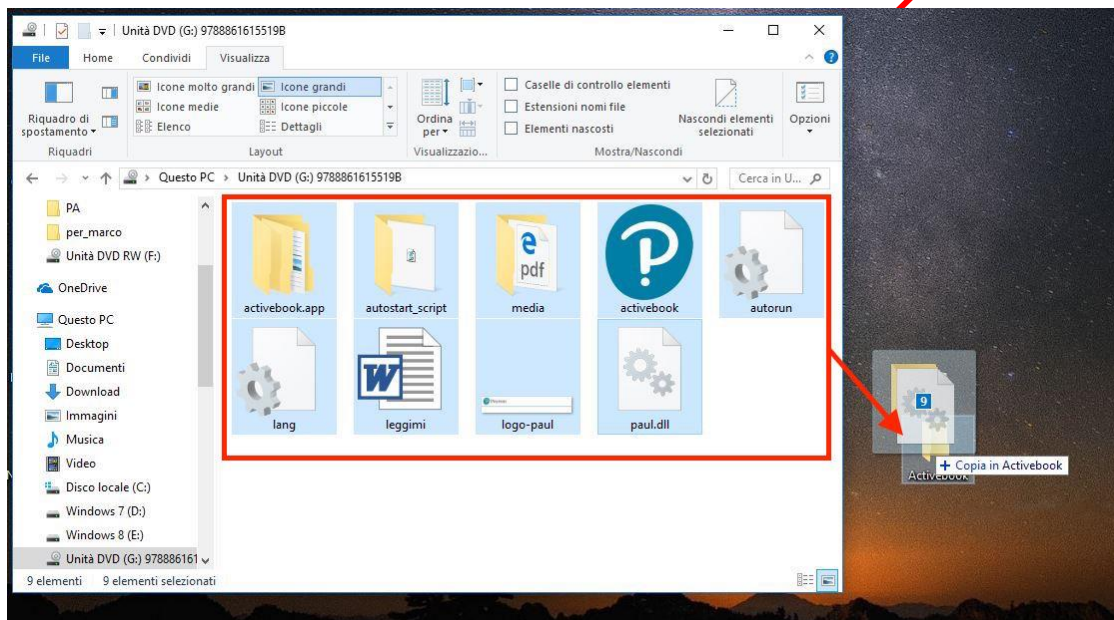 Unità DVD (G:) 9788861615519B
File Home Condividi Visualizza
Icone molto grandi Icone grandi
Icone medie Icone piccole
Elenco Dettagli
Riquadro di
spostamento
Ordina
per
Caselle di controllo elementi
Estensioni nomi file
Elementi nascosti
Nascondi elementi
selezionati
Opzioni
Riquadri Layout Visualizzazio... Mostra/Nascondi
Questo PC > Unità DVD (G:) 9788861615519B
Cerca in U...
PA
per_marco
Unità DVD RW (F:)
OneDrive
Questo PC
Desktop
Documenti
Download
Immagini
Musica
Video
Disco locale (C:)
Windows 7 (D:)
Windows 8 (E:)
Unità DVD (G:) 978886161
e
pdf
P
activebook.app autostart_script media activebook autorun
W
lang leggimi logo-paul paul.dll
9
Copia in Activebook
Activebook
9 elementi 9 elementi selezionati